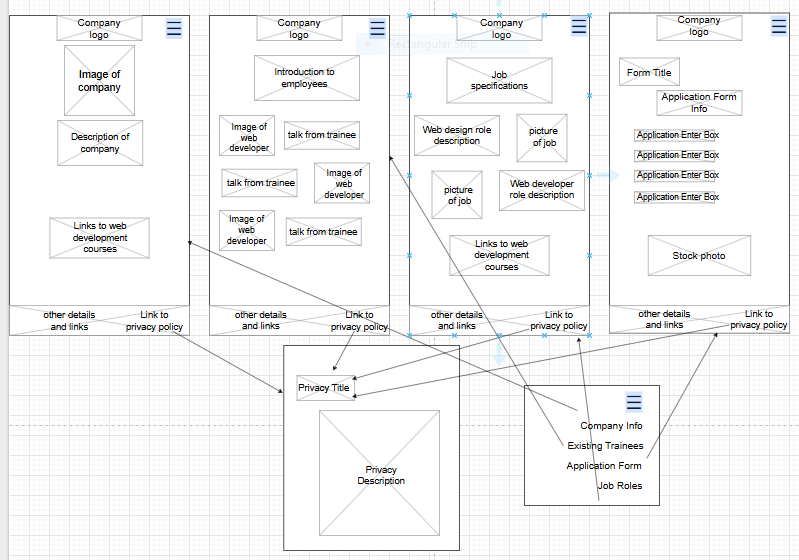 Company
logo
Image of
company
Description of
company
Links to web
development
courses
other details
and links
Link to
privacy policy
Company
logo
Introduction to
employees
Image of
web
developer
talk from trainee
talk from trainee
Image of
web
developer
Image of
web
developer
talk from trainee
other details
and links
Link to
privacy policy
Company
logo
Rectangular Snip
Job
specifications
Web design role
description
picture
of job
picture
of job
Web developer
role description
Links to web
development
courses
other details
and links
Link to
privacy policy
Company
logo
Form Title
Application Form
Info
Application Enter Box
Application Enter Box
Application Enter Box
Application Enter Box
Stock photo
other details
and links
Link to
privacy policy
Privacy Title
Privacy
Description
Company Info
Existing Trainees
Application Form
Job Roles